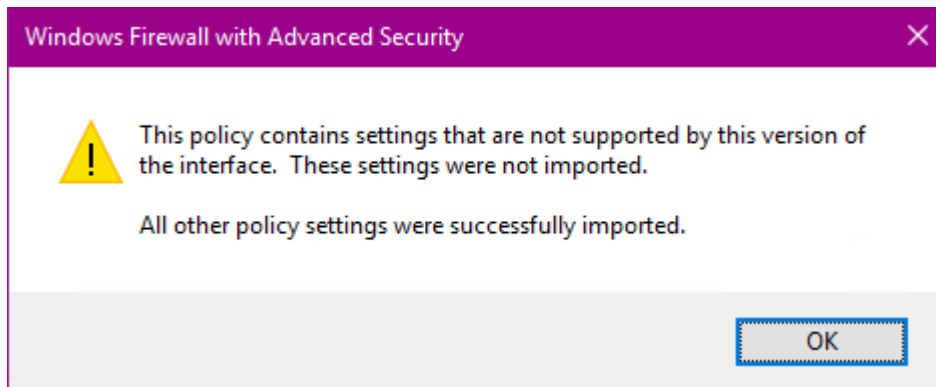 Windows Firewall with Advanced Security
This policy contains settings that are not supported by this version of
the interface.  These settings were not imported.
All other policy settings were successfully imported.
OK